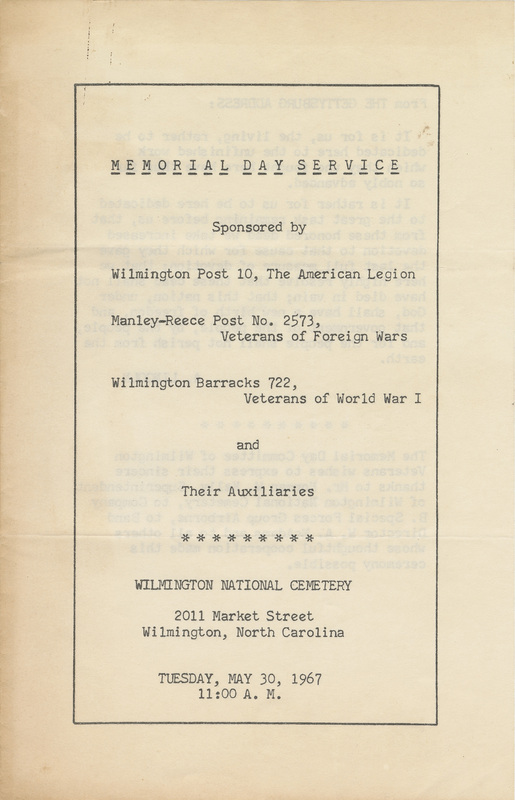 MEMORIAL DAY SERVICE
Sponsored by
Wilmington Post 10, The American Legion
Manley-Reece Post No. 2573,
Veterans of Foreign Wars
Wilmington Barracks 722,
Veterans of World War I
and
Their Auxiliaries
* * * * * * * * *
WILMINGTON NATIONAL CEMETERY
2011 Market Street
Wilmington, North Carolina
TUESDAY, MAY 30, 1967
11:00 A. M.